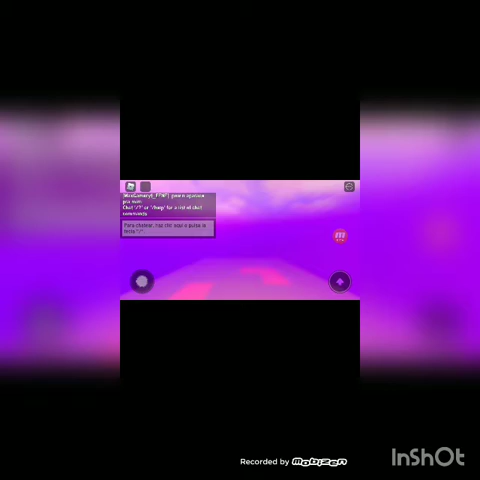 Chat '/?' or '/help' for a list of chat
commands
Para chatear, haz clic aquí o pulsa la
tecla "/".
m
Recorded by mobizen
InShOt